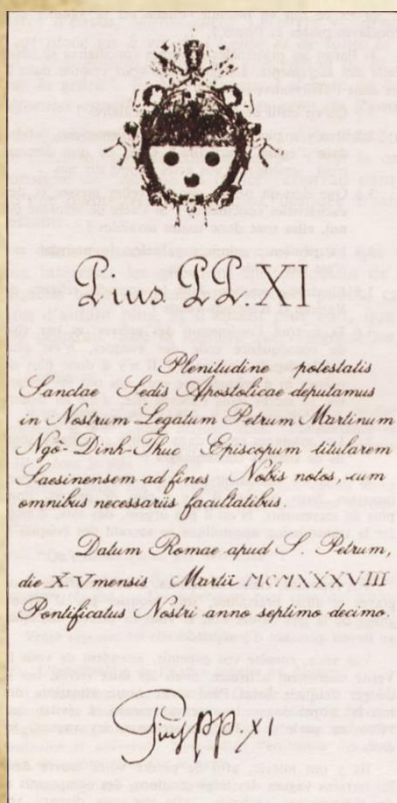 Pius. PP. XI
Plenitudine potestatis
Sanctae Sedis Apostolicae deputamus
in Nostrum Legatum Petrum Martinum
Ngô-Dinh-Thuc Episcopum titularem
Saesinensem ad fines Nobis notos, cum
omnibus necessariis facultatibus.
Datum Romae apud S. Petrum,
die X Vmensis Martii MCMXXXVIII
Pontificatus Nostri anno septimo decimo.
Pius PP. XI